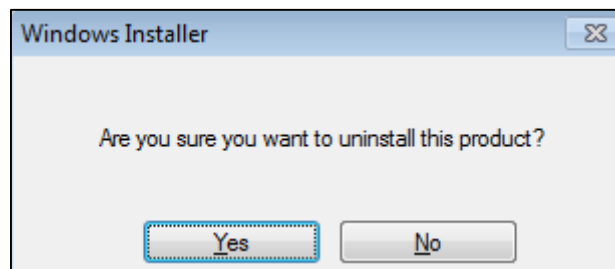 Windows Installer
Are you sure you want to uninstall this product?
Yes
No